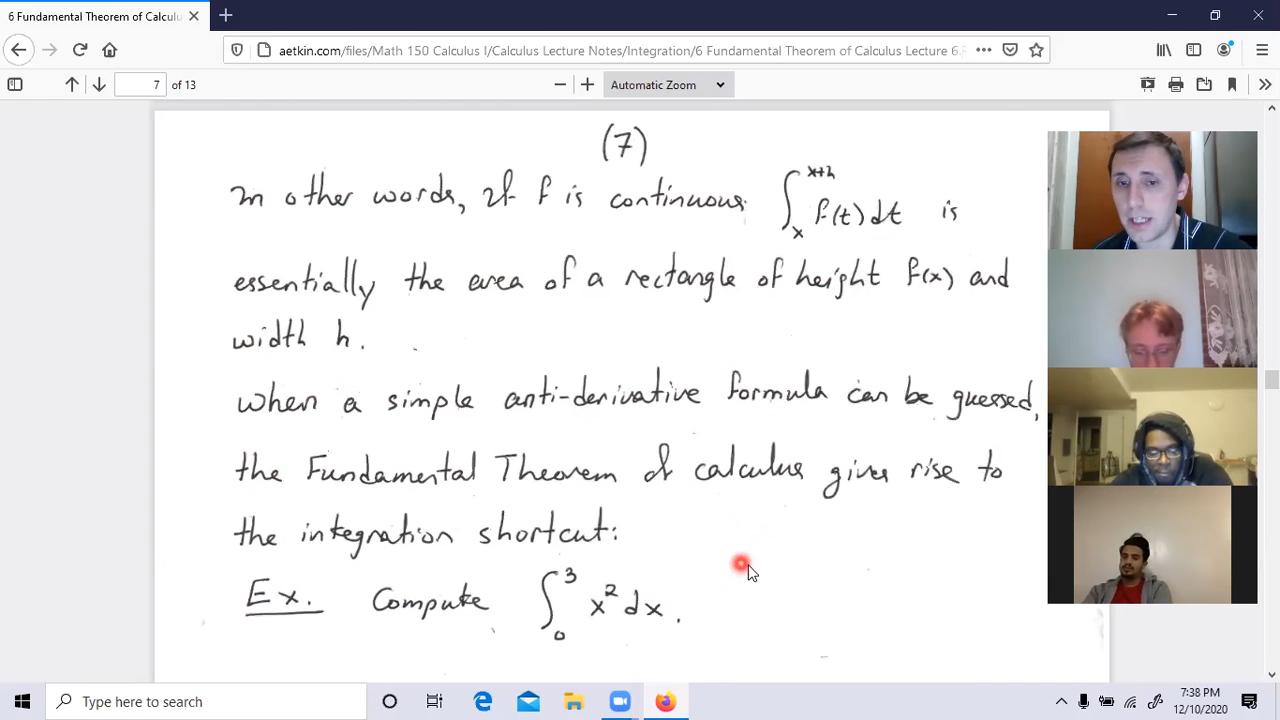 6 Fundamental Theorem of Calculu
aetkin.com/files/Math 150 Calculus I/Calculus Lecture Notes/Integration/6 Fundamental Theorem of Calculus Lecture 6.
7 of 13
Automatic Zoom
(7)
In other words, if f is continuous ∫ₓˣ⁺ʰ f(t) dt is
essentially the area of a rectangle of height f(x) and
width h.
When a simple anti-derivative formula can be guessed,
the Fundamental Theorem of calculus gives rise to
the integration shortcut:
Ex. Compute ∫₀³ x² dx.
Type here to search
7:38 PM
12/10/2020